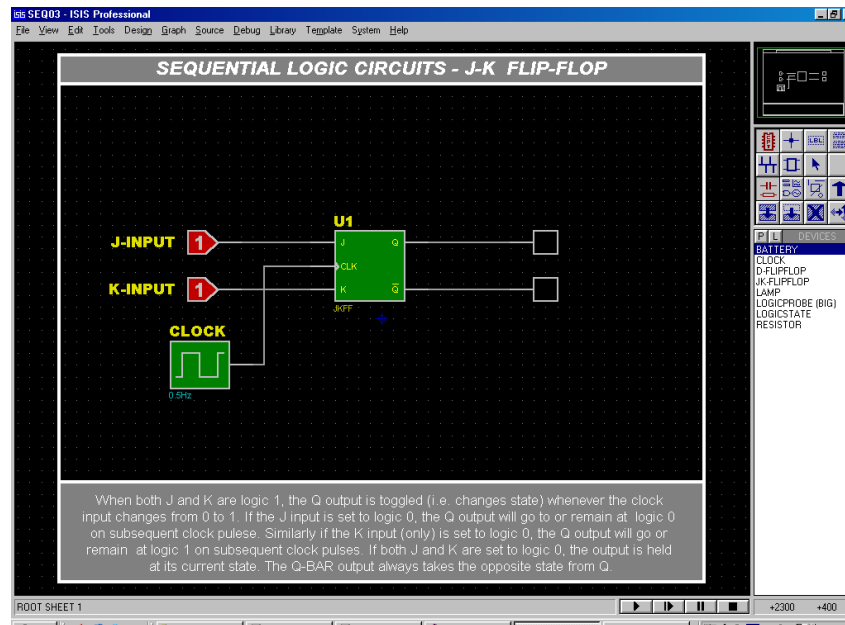 SEQ03 - ISIS Professional
File View Edit Tools Design Graph Source Debug Library Template System Help
SEQUENTIAL LOGIC CIRCUITS - J-K FLIP-FLOP
LBL
U1
J-INPUT 1
J Q
CLK
K-INPUT 1
K Q
JKFF
CLOCK
0.5Hz
P L DEVICES
BATTERY
CLOCK
D-FLIPFLOP
JK-FLIPFLOP
LAMP
LOGICPROBE (BIG)
LOGICSTATE
RESISTOR
When both J and K are logic 1, the Q output is toggled (i.e. changes state) whenever the clock
input changes from 0 to 1. If the J input is set to logic 0, the Q output will go to or remain at logic 0
on subsequent clock pulese. Similarly if the K input (only) is set to logic 0, the Q output will go or
remain at logic 1 on subsequent clock pulses. If both J and K are set to logic 0, the output is held
at its current state. The Q-BAR output always takes the opposite state from Q.
ROOT SHEET 1
+2300 +400